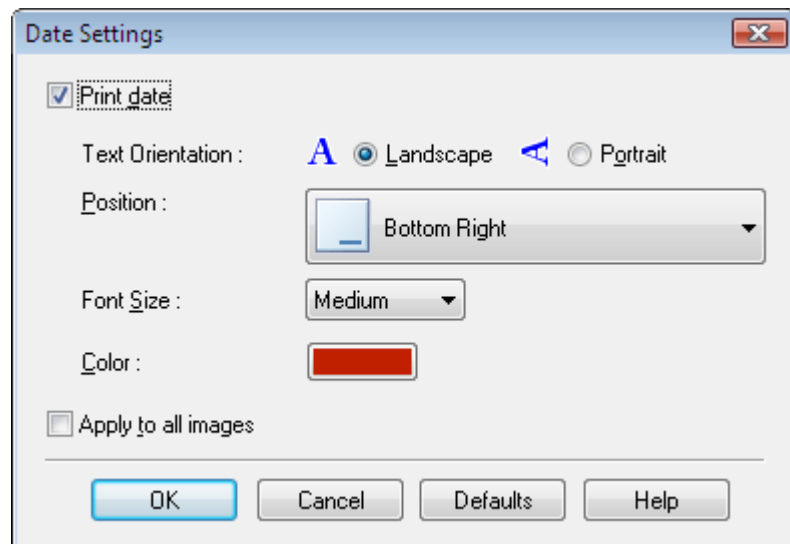 Date Settings
Print date
Text Orientation : A Landscape A Portrait
Position : Bottom Right
Font Size : Medium
Color :
Apply to all images
OK Cancel Defaults Help